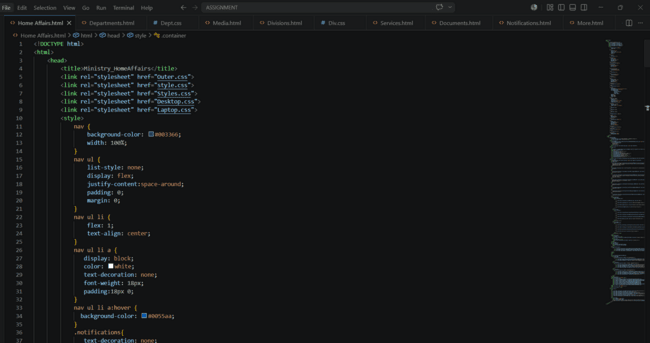 File Edit Selection View Go Run Terminal Help ASSIGNMENT
Home Affairs.html Departments.html Dept.css Media.html Divisions.html Div.css Services.html Documents.html Notifications.html More.html
Home Affairs.html > html > head > style > .container
1 <!DOCTYPE html>
2 <html>
3 <head>
4 <title>Ministry_HomeAffairs</title>
5 <link rel="stylesheet" href="Outer.css">
6 <link rel="stylesheet" href="style.css">
7 <link rel="stylesheet" href="Styles.css">
8 <link rel="stylesheet" href="Desktop.css">
9 <link rel="stylesheet" href="Laptop.css">
10 <style>
11 nav {
12 background-color: #003366;
13 width: 100%;
14 }
15 nav ul {
16 list-style: none;
17 display: flex;
18 justify-content:space-around;
19 padding: 0;
20 margin: 0;
21 }
22 nav ul li {
23 flex: 1;
24 text-align: center;
25 }
26 nav ul li a {
27 display: block;
28 color: white;
29 text-decoration: none;
30 font-weight: 18px;
31 padding:18px 0;
32 }
33 nav ul li a:hover {
34 background-color: #0055aa;
35 }
36 .notifications{
37 text-decoration: none;